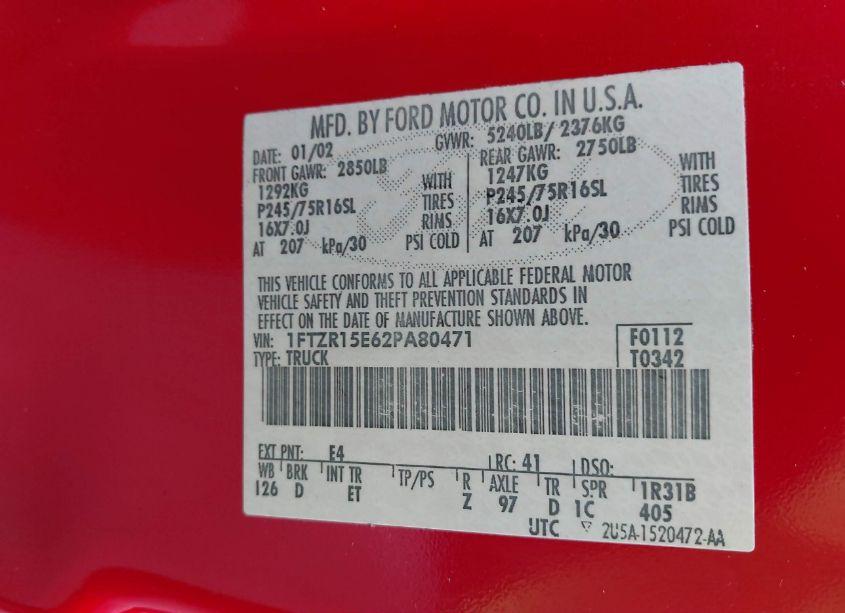 MFD. BY FORD MOTOR CO. IN U.S.A.
DATE: 01/02 GVWR: 5240LB/ 2376KG
FRONT GAWR: 2850LB REAR GAWR: 2750LB
1292KG WITH 1247KG WITH
P245/75R16SL TIRES P245/75R16SL TIRES
16X7.0J RIMS 16X7.0J RIMS
AT 207 kPa/30 PSI COLD AT 207 kPa/30 PSI COLD
THIS VEHICLE CONFORMS TO ALL APPLICABLE FEDERAL MOTOR
VEHICLE SAFETY AND THEFT PREVENTION STANDARDS IN
EFFECT ON THE DATE OF MANUFACTURE SHOWN ABOVE.
VIN: 1FTZR15E62PA80471 F0112
TYPE: TRUCK T0342
EXT PNT: E4 RC: 41 DSO:
WB BRK INT TR TP/PS R AXLE TR SPR 1R31B
126 D ET Z 97 D 1C 405
UTC 2U5A-1520472-AA